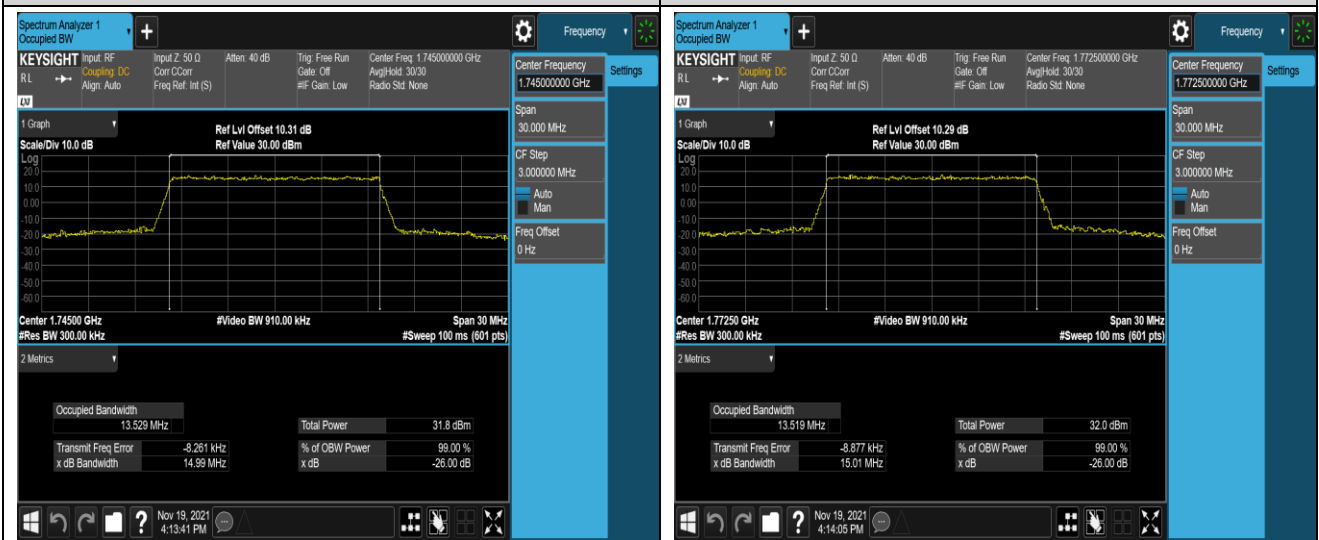 Spectrum Analyzer 1
Occupied BW
+
Frequency
KEYSIGHT
R L
LXI
Input: RF
Coupling: DC
Align: Auto
Input Z: 50 Ω
Corr CCorr
Freq Ref: Int (S)
Atten: 40 dB
Trig: Free Run
Gate: Off
#IF Gain: Low
Center Freq: 1.745000000 GHz
Avg|Hold: 30/30
Radio Std: None
Center Frequency
1.745000000 GHz
Settings
Span
30.000 MHz
CF Step
3.000000 MHz
Auto
Man
Freq Offset
0 Hz
1 Graph
Scale/Div 10.0 dB
Ref Lvl Offset 10.31 dB
Ref Value 30.00 dBm
Log
20.0
10.0
0.00
-10.0
-20.0
-30.0
-40.0
-50.0
-60.0
Center 1.74500 GHz
#Video BW 910.00 kHz
Span 30 MHz
#Res BW 300.00 kHz
#Sweep 100 ms (601 pts)
2 Metrics
Occupied Bandwidth
13.529 MHz
Total Power 31.8 dBm
Transmit Freq Error -8.261 kHz
% of OBW Power 99.00 %
x dB Bandwidth 14.99 MHz
x dB -26.00 dB
?
Nov 19, 2021
4:13:41 PM
Spectrum Analyzer 1
Occupied BW
+
Frequency
KEYSIGHT
R L
LXI
Input: RF
Coupling: DC
Align: Auto
Input Z: 50 Ω
Corr CCorr
Freq Ref: Int (S)
Atten: 40 dB
Trig: Free Run
Gate: Off
#IF Gain: Low
Center Freq: 1.772500000 GHz
Avg|Hold: 30/30
Radio Std: None
Center Frequency
1.772500000 GHz
Settings
Span
30.000 MHz
CF Step
3.000000 MHz
Auto
Man
Freq Offset
0 Hz
1 Graph
Scale/Div 10.0 dB
Ref Lvl Offset 10.29 dB
Ref Value 30.00 dBm
Log
20.0
10.0
0.00
-10.0
-20.0
-30.0
-40.0
-50.0
-60.0
Center 1.77250 GHz
#Video BW 910.00 kHz
Span 30 MHz
#Res BW 300.00 kHz
#Sweep 100 ms (601 pts)
2 Metrics
Occupied Bandwidth
13.519 MHz
Total Power 32.0 dBm
Transmit Freq Error -8.877 kHz
% of OBW Power 99.00 %
x dB Bandwidth 15.01 MHz
x dB -26.00 dB
?
Nov 19, 2021
4:14:05 PM